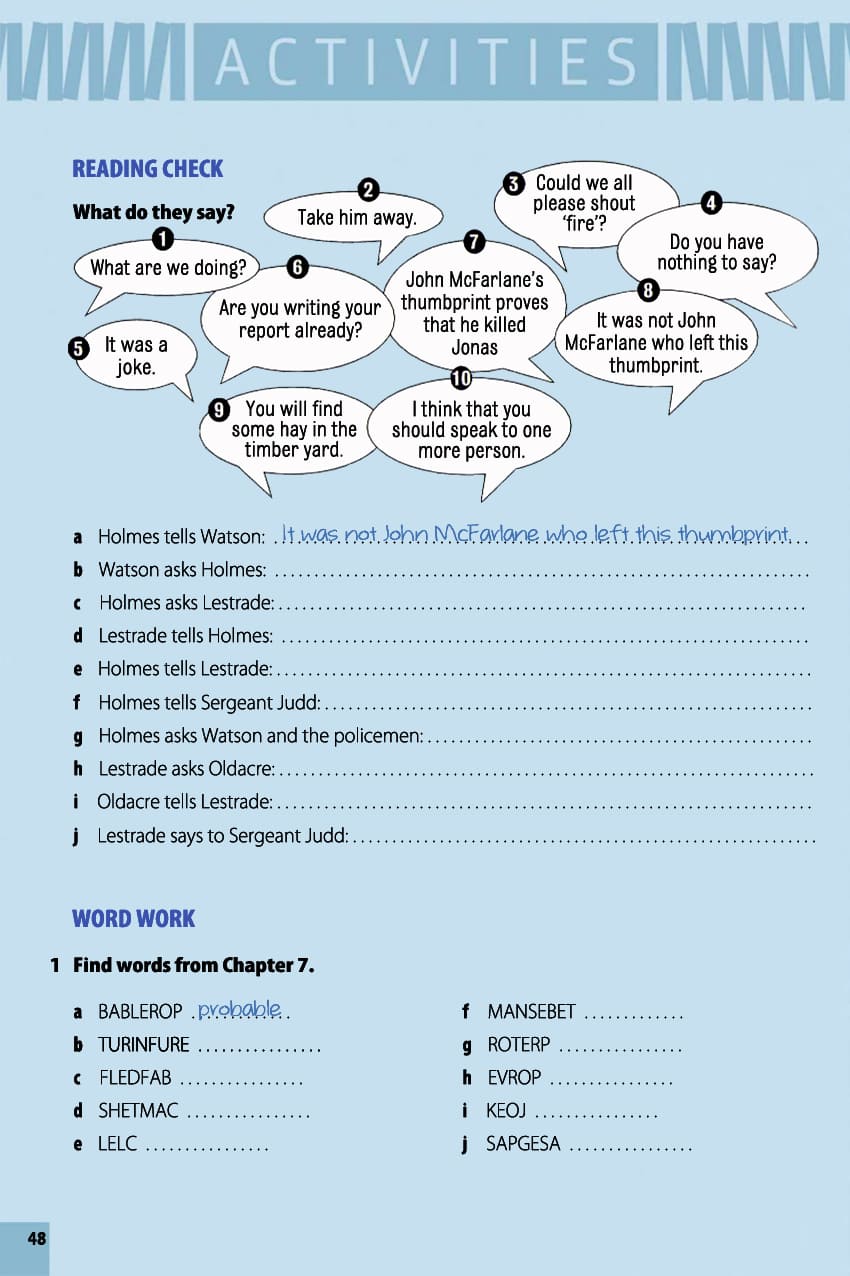 ACTIVITIES
READING CHECK
What do they say?
1
What are we doing?
2
Take him away.
3
Could we all
please shout
‘fire’?
4
Do you have
nothing to say?
5
It was a
joke.
6
Are you writing your
report already?
7
John McFarlane's
thumbprint proves
that he killed
Jonas
8
It was not John
McFarlane who left this
thumbprint.
9
You will find
some hay in the
timber yard.
10
I think that you
should speak to one
more person.
a Holmes tells Watson: It was not John McFarlane who left this thumbprint.
b Watson asks Holmes:
c Holmes asks Lestrade:
d Lestrade tells Holmes:
e Holmes tells Lestrade:
f Holmes tells Sergeant Judd:
g Holmes asks Watson and the policemen:
h Lestrade asks Oldacre:
i Oldacre tells Lestrade:
j Lestrade says to Sergeant Judd:
WORD WORK
1 Find words from Chapter 7.
a BABLEROP probable
b TURINFURE
c FLEDFAB
d SHETMAC
e LELC
f MANSEBET
g ROTERP
h EVROP
i KEOJ
j SAPGESA
48